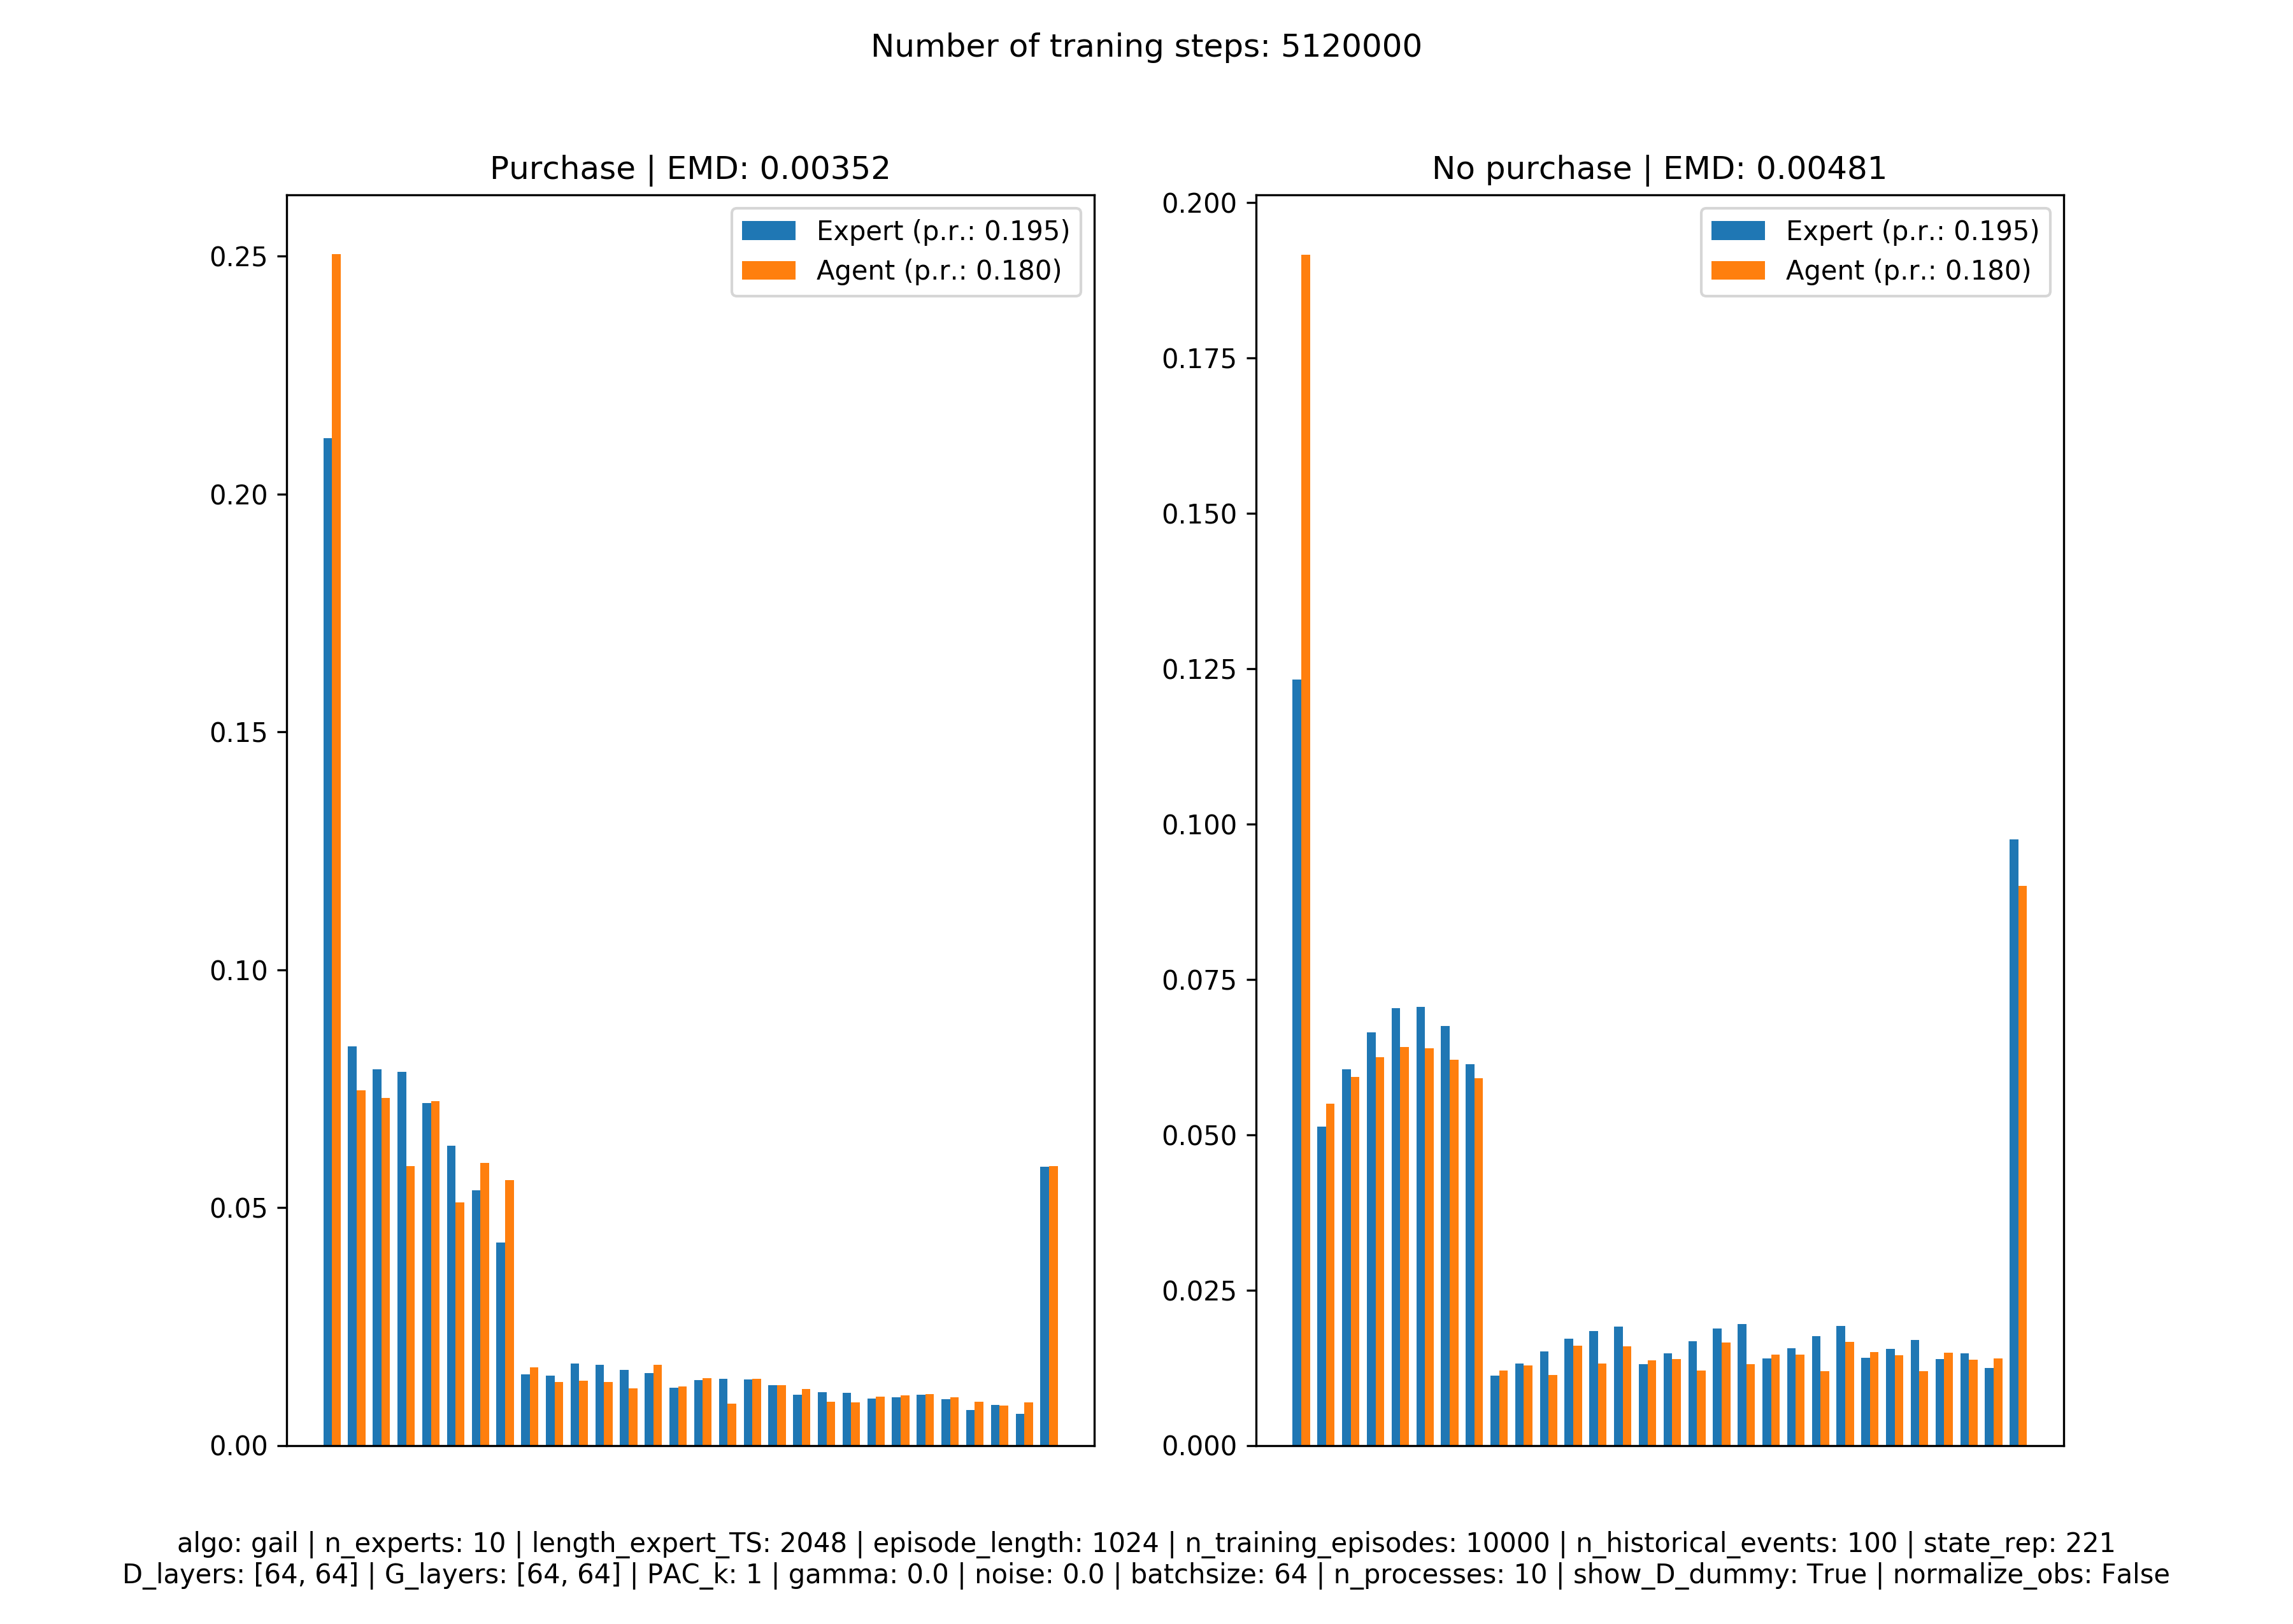 Number of traning steps: 5120000
Purchase | EMD: 0.00352
Expert (p.r.: 0.195)
Agent (p.r.: 0.180)
0.25
0.20
0.15
0.10
0.05
0.00
No purchase | EMD: 0.00481
Expert (p.r.: 0.195)
Agent (p.r.: 0.180)
0.200
0.175
0.150
0.125
0.100
0.075
0.050
0.025
0.000
algo: gail | n_experts: 10 | length_expert_TS: 2048 | episode_length: 1024 | n_training_episodes: 10000 | n_historical_events: 100 | state_rep: 221
D_layers: [64, 64] | G_layers: [64, 64] | PAC_k: 1 | gamma: 0.0 | noise: 0.0 | batchsize: 64 | n_processes: 10 | show_D_dummy: True | normalize_obs: False